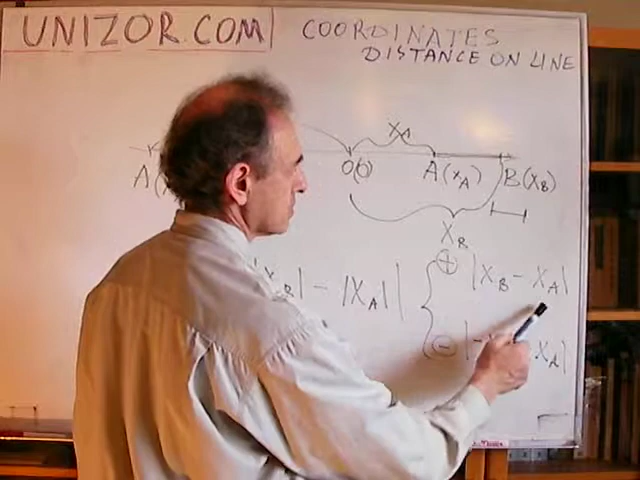 UNIZOR.COM
COORDINATES
DISTANCE ON LINE
X_A
O(0) A(X_A) B(X_B)
X_B
⊕ |X_B - X_A|
| - |X_A||
⊖ |- X_A|